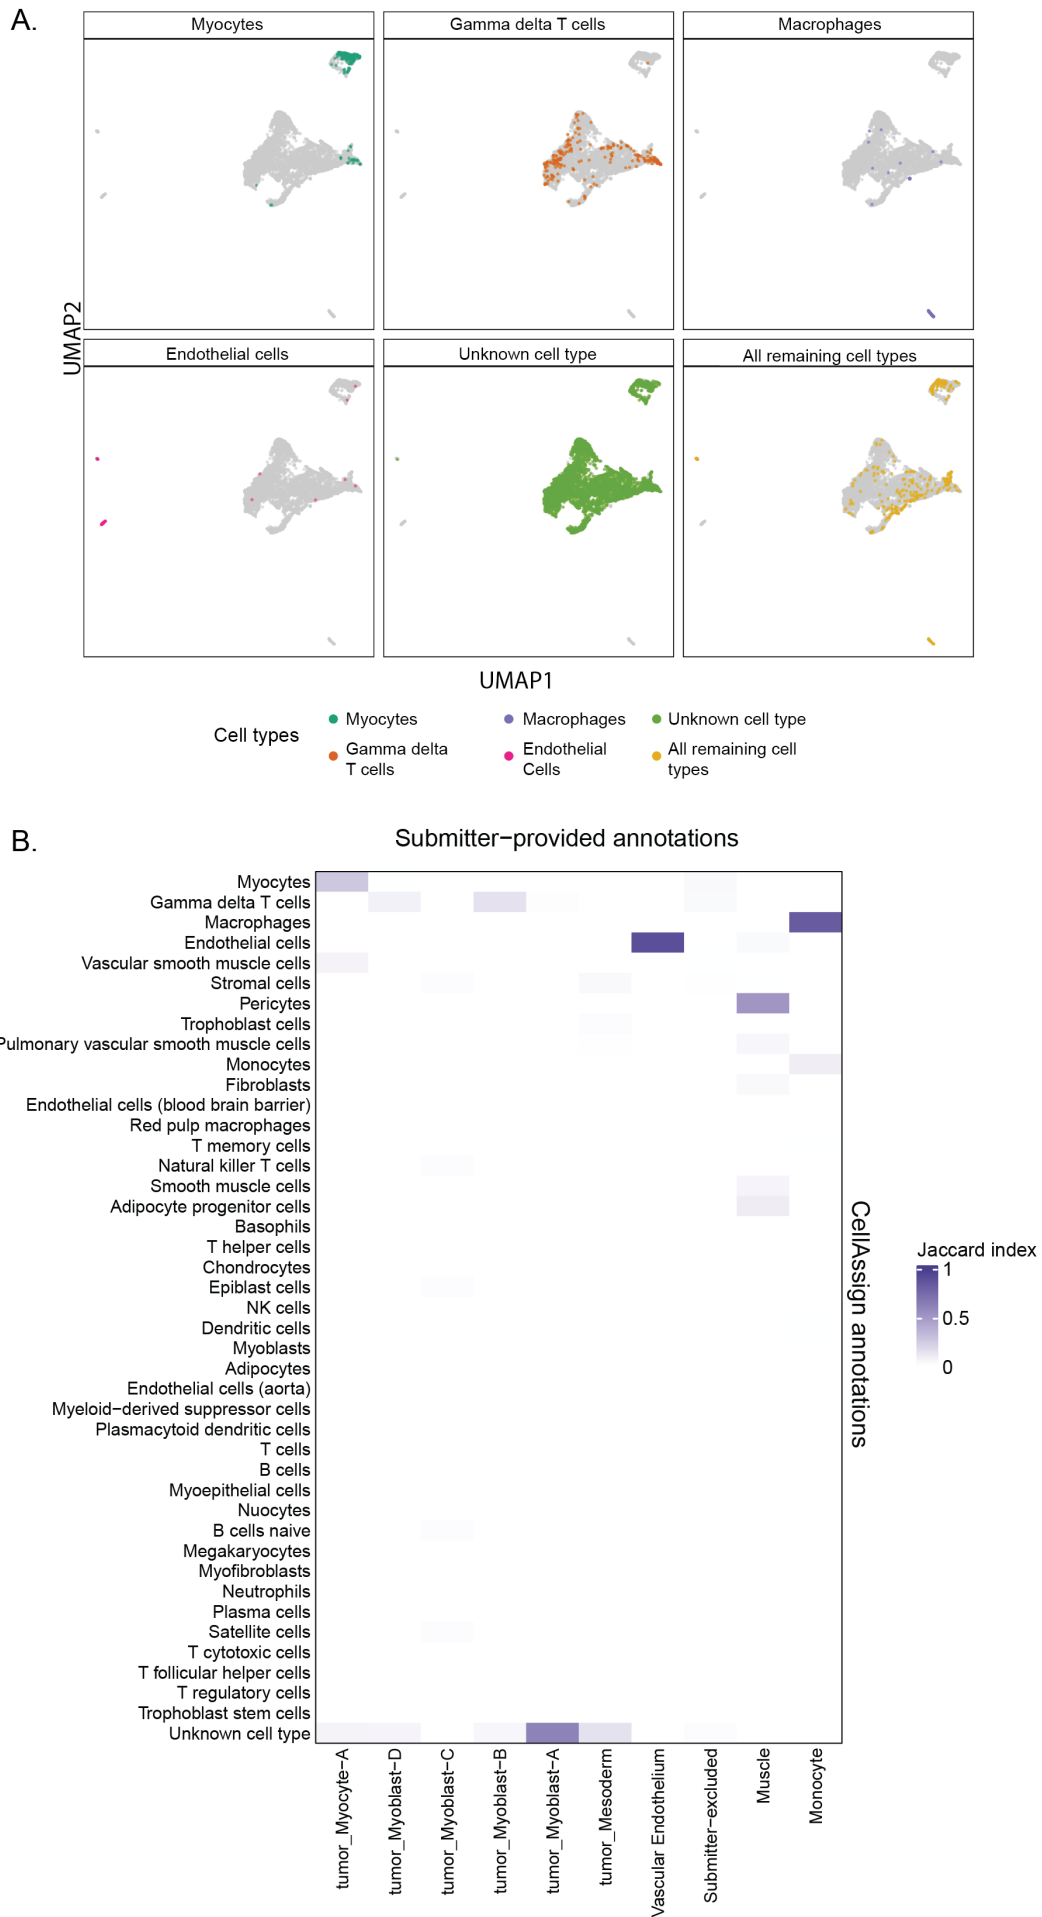 A.
Myocytes
Gamma delta T cells
Macrophages
UMAP2
Endothelial cells
Unknown cell type
All remaining cell types
UMAP1
Cell types
Myocytes
Gamma delta
T cells
Macrophages
Endothelial
Cells
Unknown cell type
All remaining cell
types
B.
Submitter−provided annotations
Myocytes
Gamma delta T cells
Macrophages
Endothelial cells
Vascular smooth muscle cells
Stromal cells
Pericytes
Trophoblast cells
Pulmonary vascular smooth muscle cells
Monocytes
Fibroblasts
Endothelial cells (blood brain barrier)
Red pulp macrophages
T memory cells
Natural killer T cells
Smooth muscle cells
Adipocyte progenitor cells
Basophils
T helper cells
Chondrocytes
Epiblast cells
NK cells
Dendritic cells
Myoblasts
Adipocytes
Endothelial cells (aorta)
Myeloid−derived suppressor cells
Plasmacytoid dendritic cells
T cells
B cells
Myoepithelial cells
Nuocytes
B cells naive
Megakaryocytes
Myofibroblasts
Neutrophils
Plasma cells
Satellite cells
T cytotoxic cells
T follicular helper cells
T regulatory cells
Trophoblast stem cells
Unknown cell type
CellAssign annotations
Jaccard index
1
0.5
0
tumor_Myocyte−A
tumor_Myoblast−D
tumor_Myoblast−C
tumor_Myoblast−B
tumor_Myoblast−A
tumor_Mesoderm
Vascular Endothelium
Submitter−excluded
Muscle
Monocyte